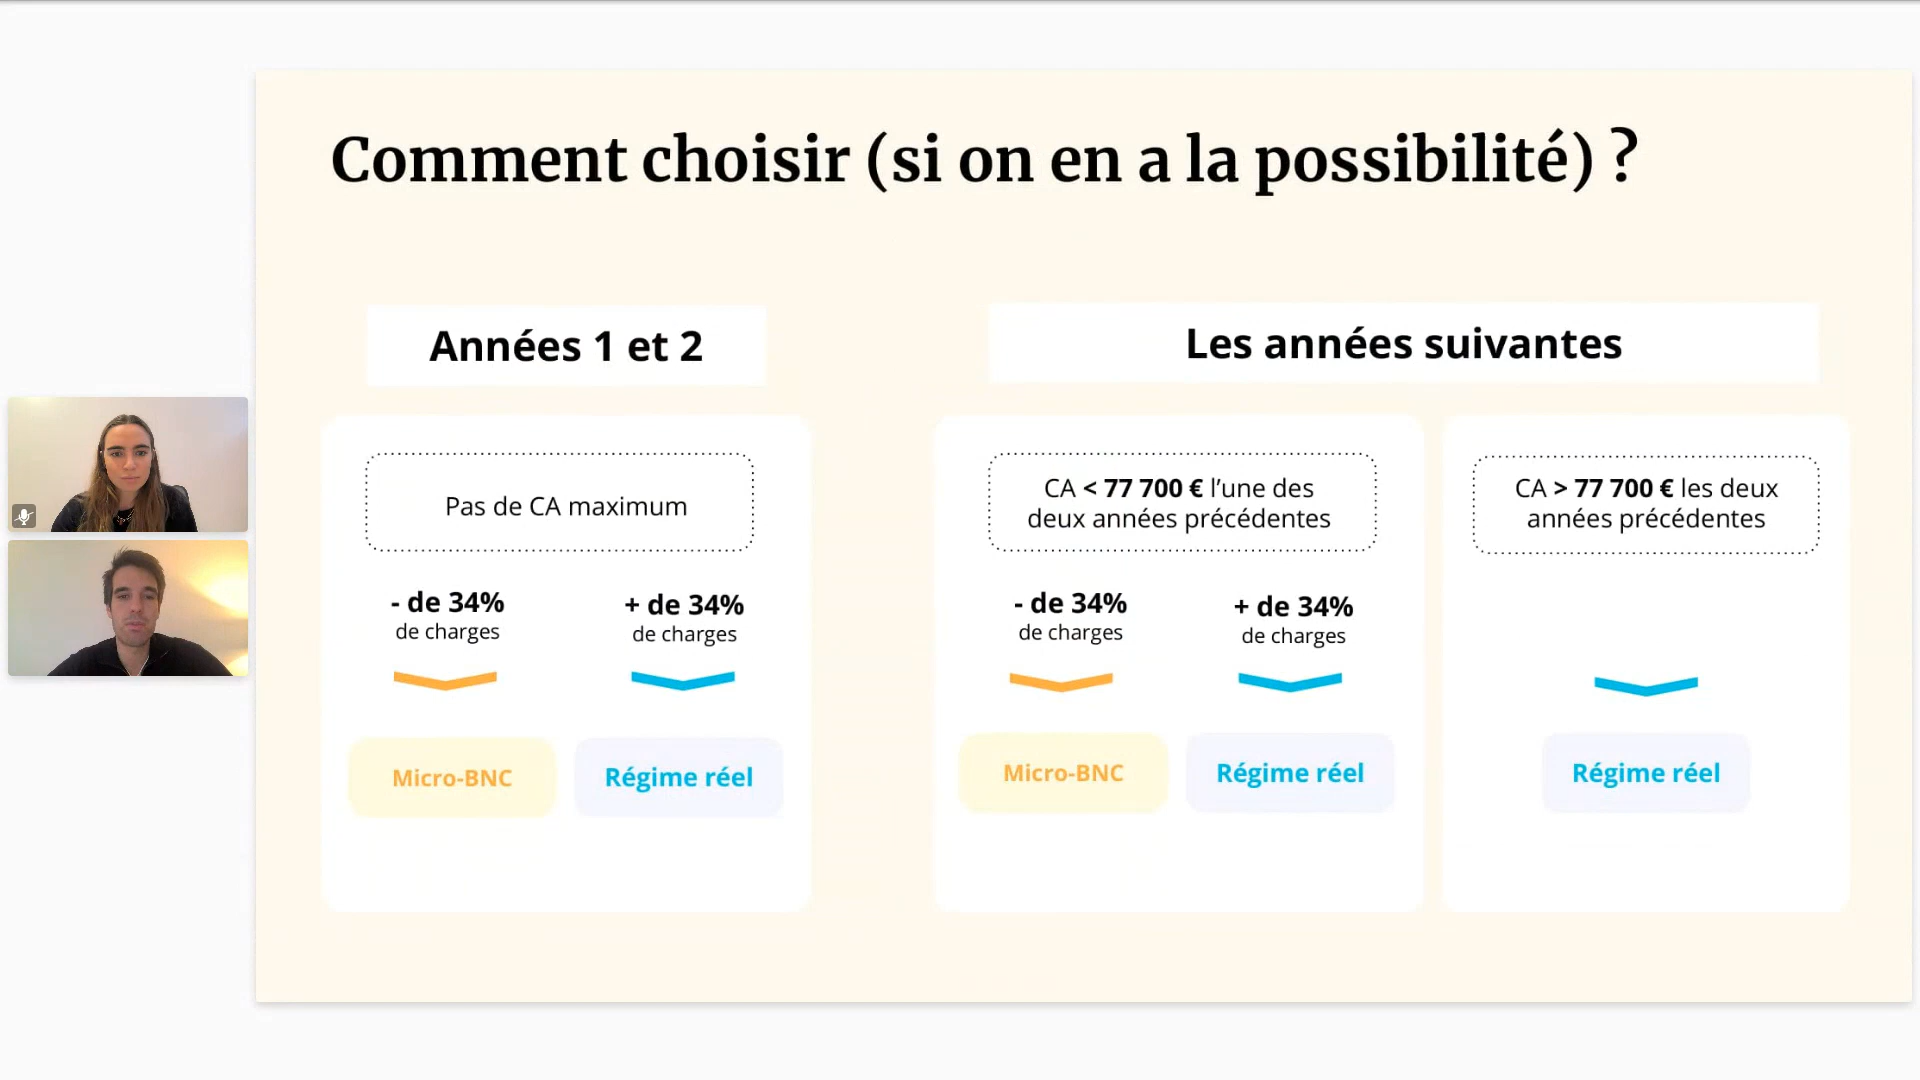 Comment choisir (si on en a la possibilité) ?
Années 1 et 2
Pas de CA maximum
- de 34%
de charges
+ de 34%
de charges
Micro-BNC
Régime réel
Les années suivantes
CA < 77 700 € l’une des
deux années précédentes
- de 34%
de charges
+ de 34%
de charges
Micro-BNC
Régime réel
CA > 77 700 € les deux
années précédentes
Régime réel